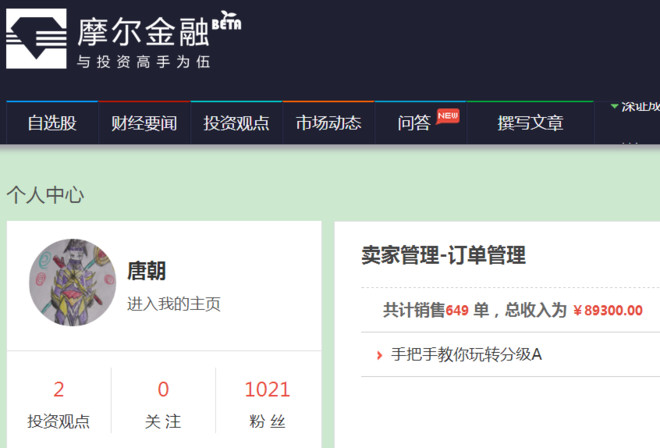 摩尔金融BETA
与投资高手为伍
自选股 财经要闻 投资观点 市场动态 问答 NEW 撰写文章
个人中心
唐朝
进入我的主页
2 0 1021
投资观点 关 注 粉 丝
卖家管理-订单管理
共计销售649 单，总收入为 ￥89300.00
手把手教你玩转分级A